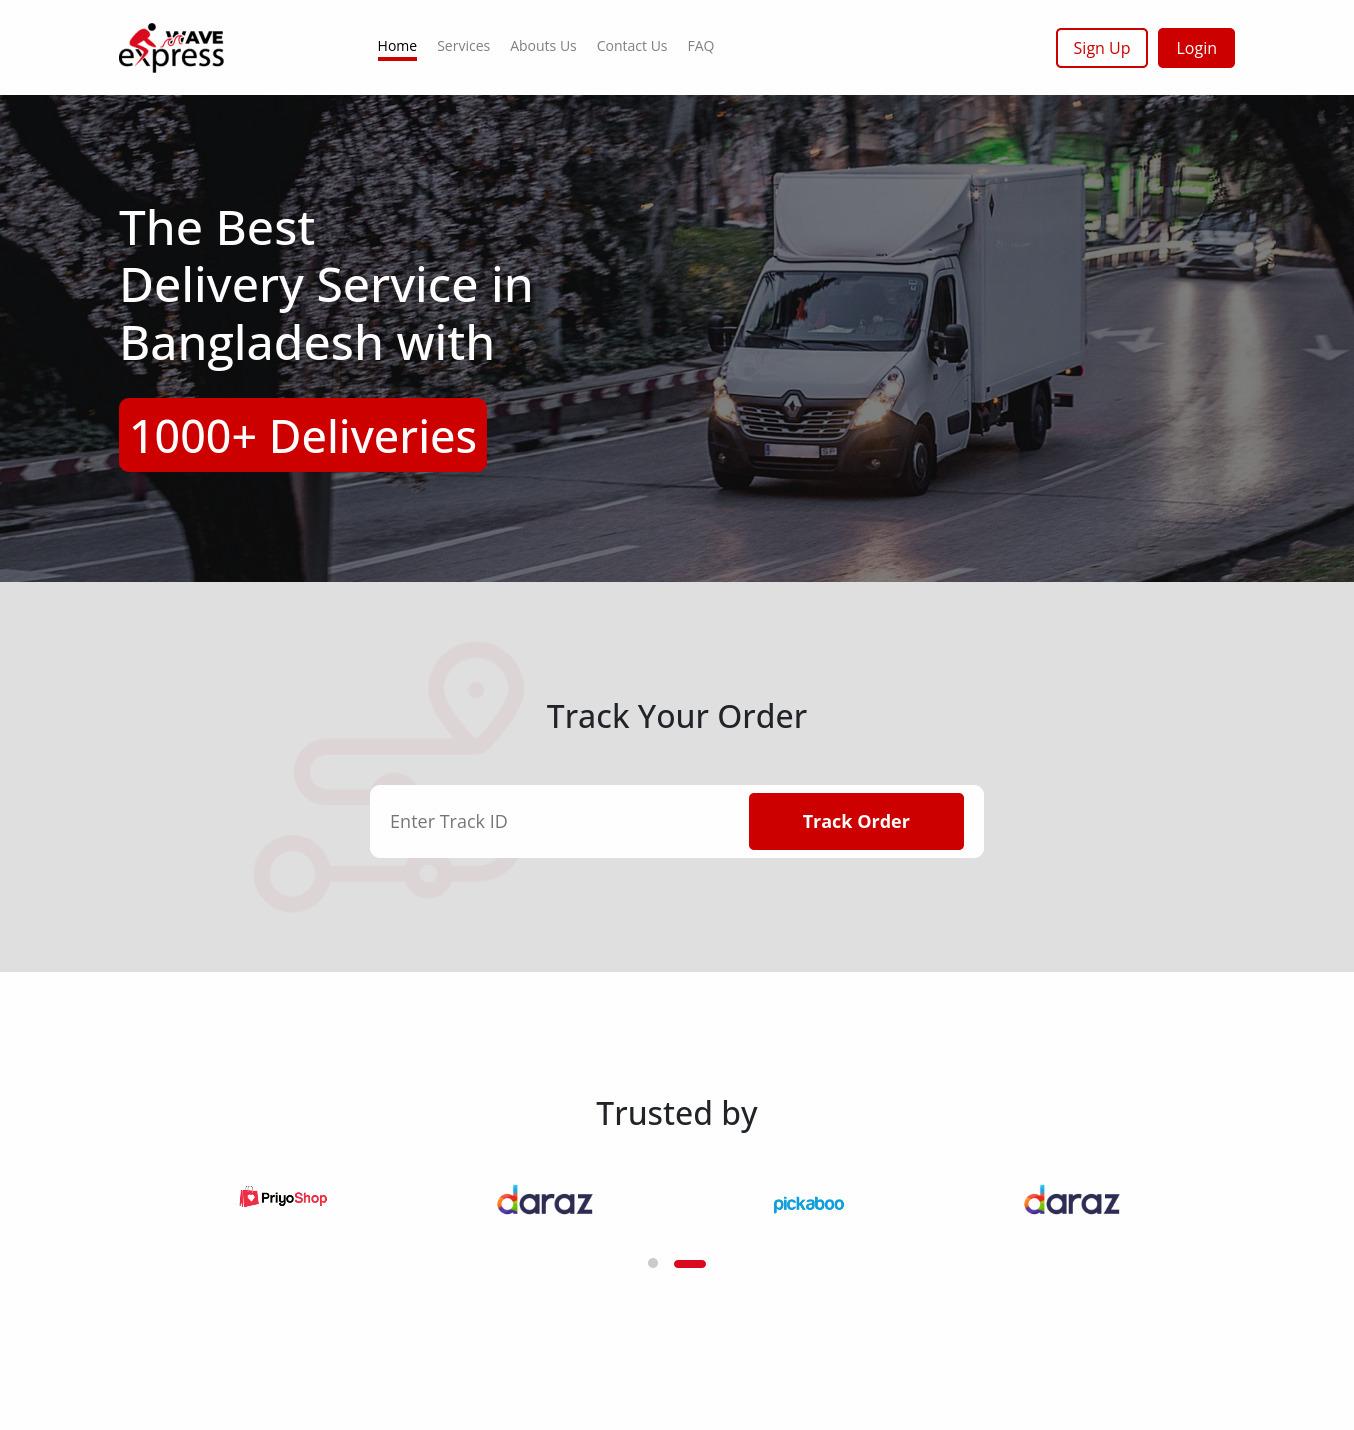 WAVE
express
Home
Services
Abouts Us
Contact Us
FAQ
Sign Up
Login
The Best
Delivery Service in
Bangladesh with
1000+ Deliveries
Track Your Order
Enter Track ID
Track Order
Trusted by
PriyoShop
daraz
pickaboo
daraz